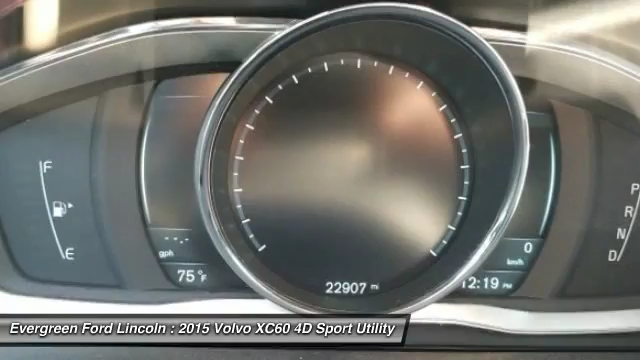 F
E
-.--
gph
75°F
22907 mi
0
km/h
12:19 PM
P
R
N
D
Evergreen Ford Lincoln : 2015 Volvo XC60 4D Sport Utility